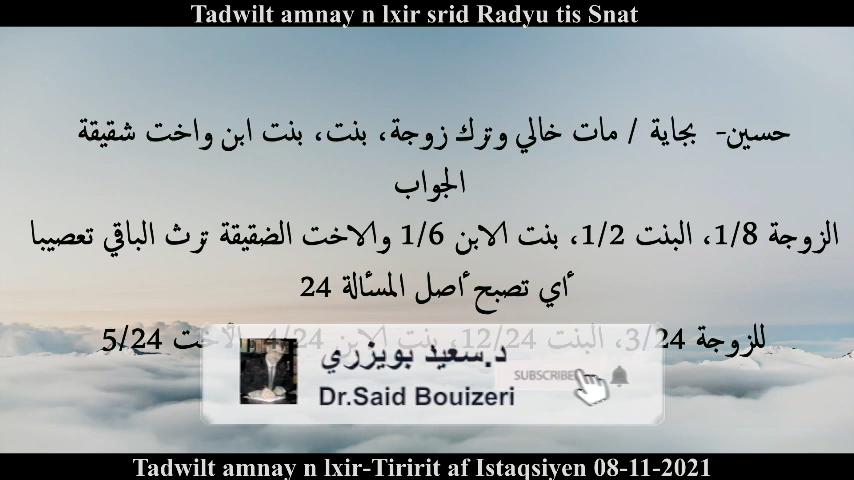 Tadwilt amnay n lxir srid Radyu tis Snat
حسين- بجاية / مات خالي وترك زوجة، بنت، بنت ابن واخت شقيقة
الجواب
الزوجة 1/8، البنت 1/2، بنت الابن 1/6 والاخت الضقيقة ترث الباقي تعصيبا
أي تصبح أصل المسألة 24
للزوجة 3/24، البنت 12/24، بنت الابن 4/24، الاخت 5/24
د.سعيد بويزري
Dr.Said Bouizeri
SUBSCRIBE
Tadwilt amnay n lxir-Tiririt af Istaqsiyen 08-11-2021